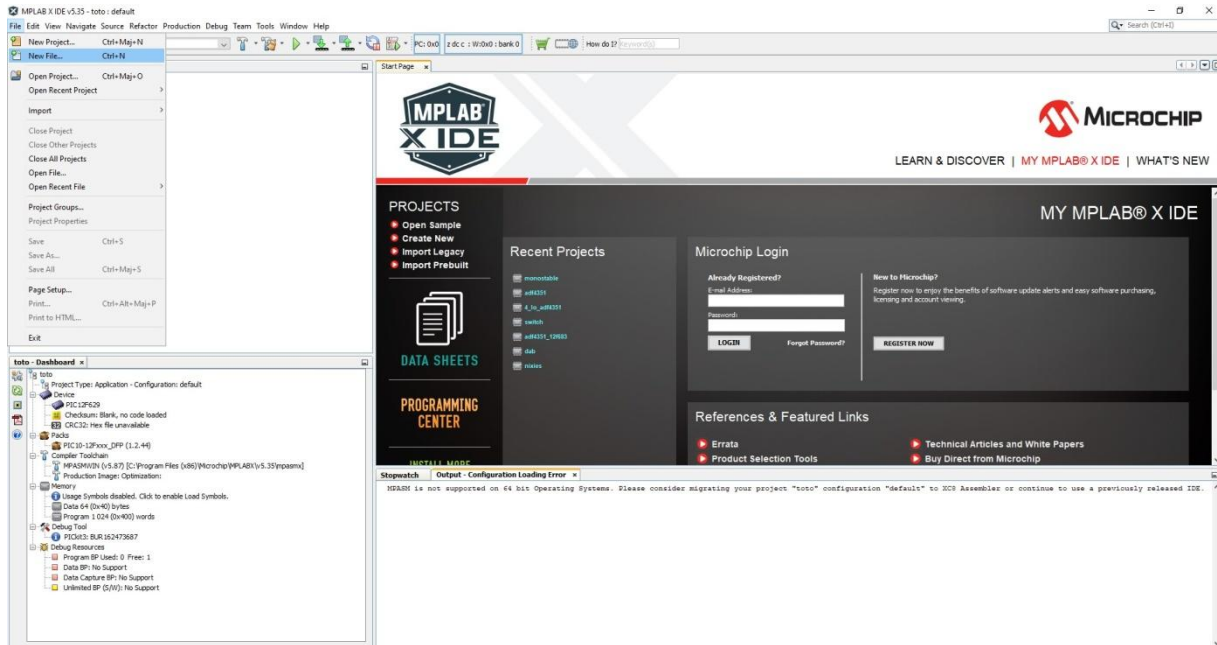 MPLAB X IDE v5.35 - toto : default
File Edit View Navigate Source Refactor Production Debug Team Tools Window Help
Search (Ctrl+I)
New Project... Ctrl+Maj+N
New File... Ctrl+N
Open Project... Ctrl+Maj+O
Open Recent Project
Import
Close Project
Close Other Projects
Close All Projects
Open File...
Open Recent File
Project Groups...
Project Properties
Save Ctrl+S
Save As...
Save All Ctrl+Maj+S
Page Setup...
Print... Ctrl+Alt+Maj+P
Print to HTML...
Exit
PC: 0x0 z dc c : W:0x0 : bank 0 How do I? Keyword(s)
Start Page
MPLAB
X IDE
MICROCHIP
LEARN & DISCOVER | MY MPLAB® X IDE | WHAT'S NEW
PROJECTS
Open Sample
Create New
Import Legacy
Import Prebuilt
DATA SHEETS
PROGRAMMING
CENTER
INSTALL MORE
MY MPLAB® X IDE
Recent Projects
monostable
adf4351
4_lo_adf4351
switch
adf4351_12f683
dab
nixies
Microchip Login
Already Registered?
E-mail Address:
Password:
LOGIN Forgot Password?
New to Microchip?
Register now to enjoy the benefits of software update alerts and easy software purchasing,
licensing and account viewing.
REGISTER NOW
References & Featured Links
Errata
Product Selection Tools
Technical Articles and White Papers
Buy Direct from Microchip
toto - Dashboard
toto
Project Type: Application - Configuration: default
Device
PIC12F629
Checksum: Blank, no code loaded
CRC32: Hex file unavailable
Packs
PIC10-12Fxxx_DFP (1.2.44)
Compiler Toolchain
MPASMWIN (v5.87) [C:\Program Files (x86)\Microchip\MPLABX\v5.35\mpasmx]
Production Image: Optimization:
Memory
Usage Symbols disabled. Click to enable Load Symbols.
Data 64 (0x40) bytes
Program 1 024 (0x400) words
Debug Tool
PICkit3: BUR162473687
Debug Resources
Program BP Used: 0 Free: 1
Data BP: No Support
Data Capture BP: No Support
Unlimited BP (S/W): No Support
Stopwatch Output - Configuration Loading Error
MPASM is not supported on 64 bit Operating Systems. Please consider migrating your project "toto" configuration "default" to XC8 Assembler or continue to use a previously released IDE.